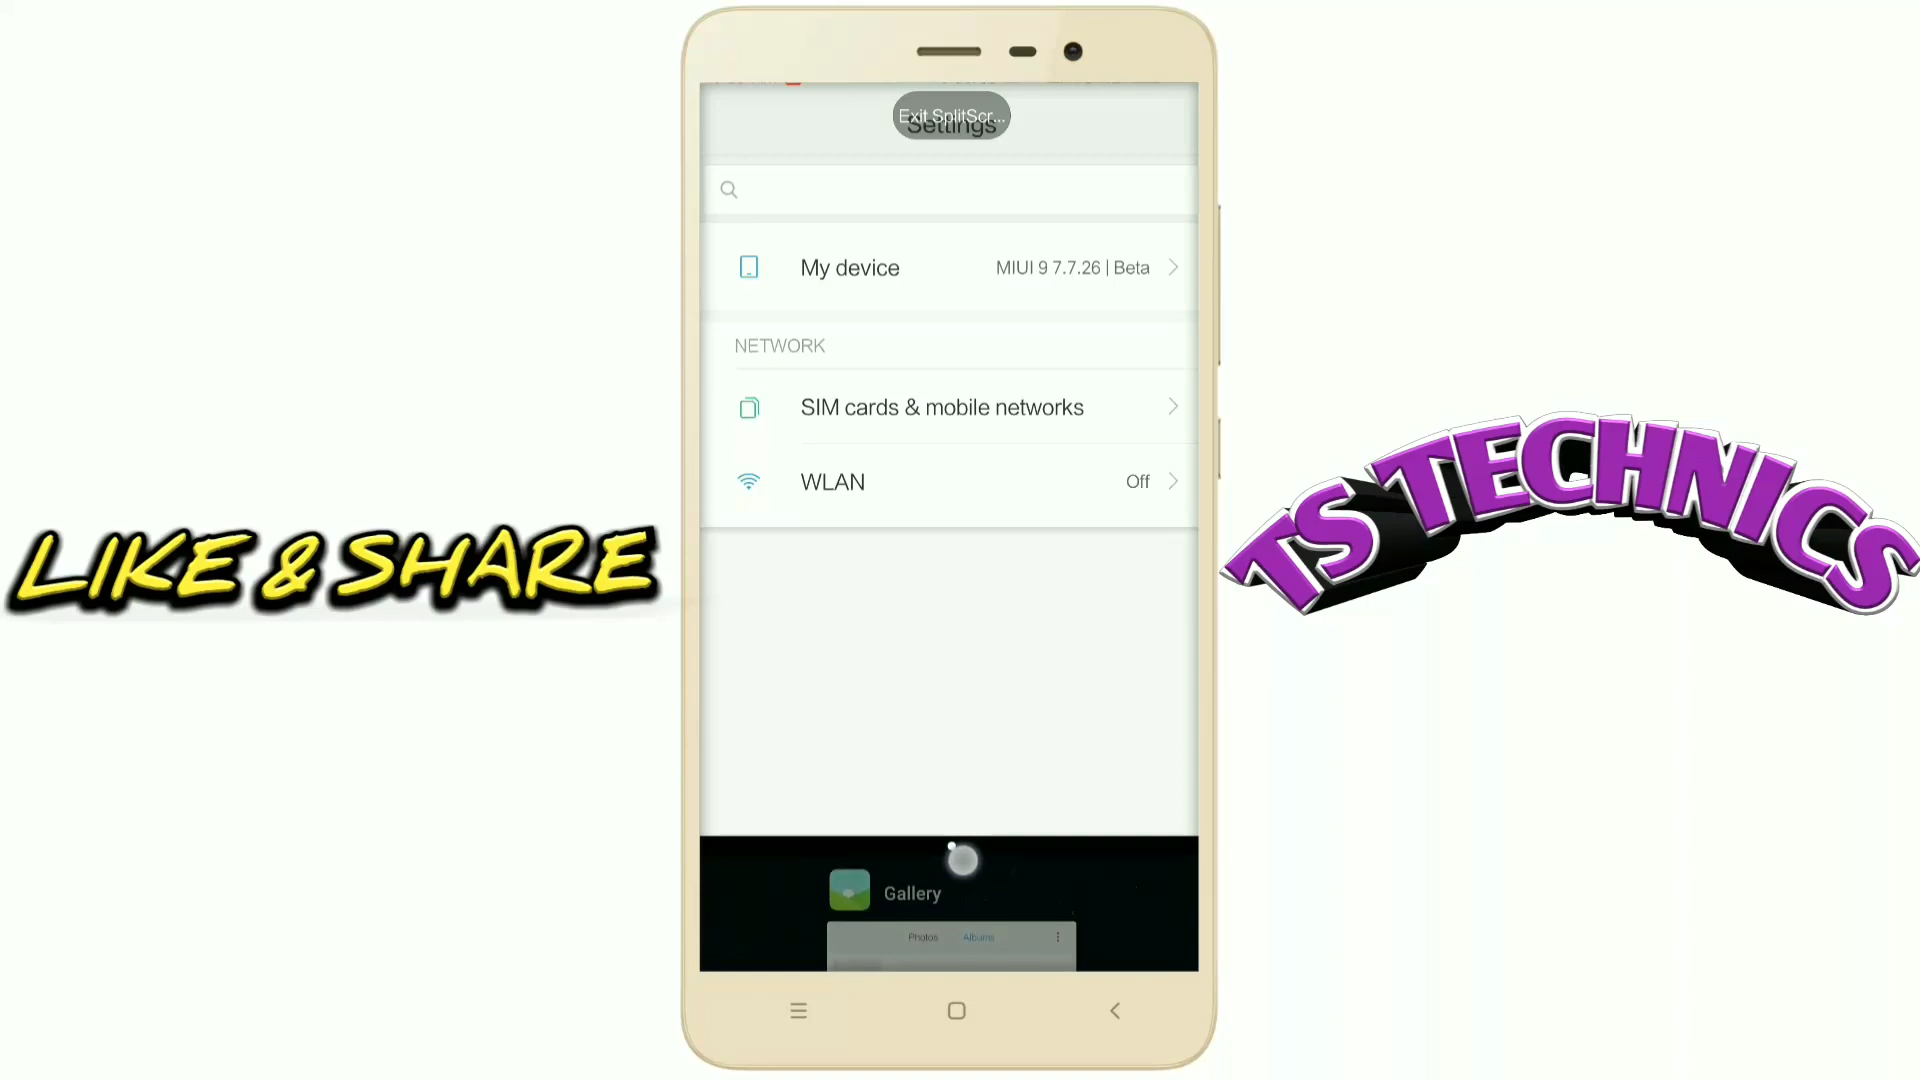 Exit SplitScr...
Settings
My device
MIUI 9 7.7.26 | Beta
NETWORK
SIM cards & mobile networks
WLAN
Off
LIKE & SHARE
TS TECHNICS
Gallery
Photos
Albums